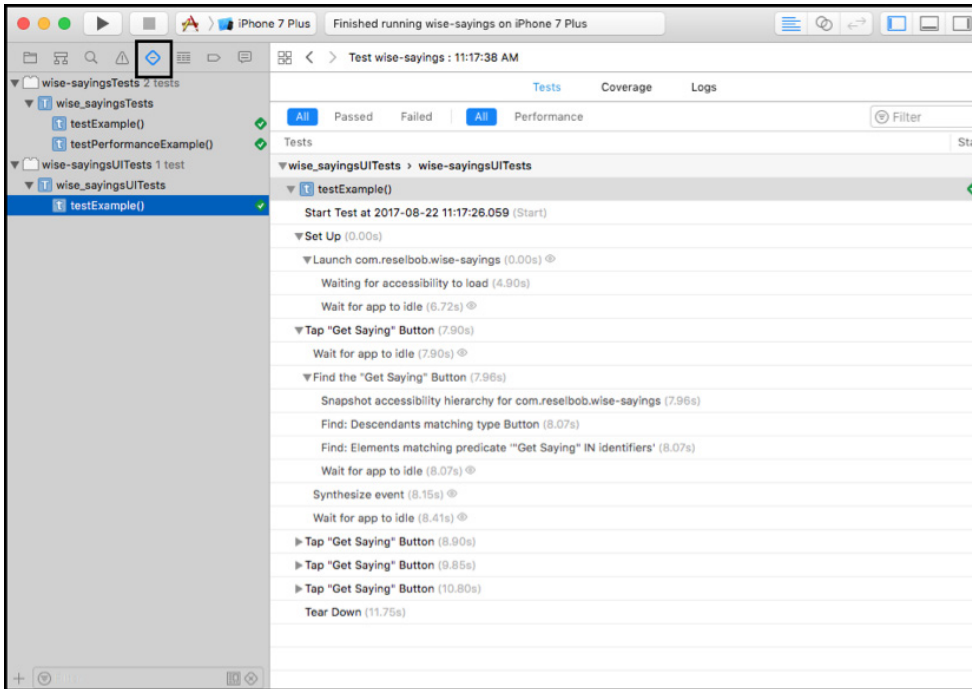 iPhone 7 Plus
Finished running wise-sayings on iPhone 7 Plus
Test wise-sayings : 11:17:38 AM
wise-sayingsTests 2 tests
wise_sayingsTests
testExample()
testPerformanceExample()
wise-sayingsUITests 1 test
wise_sayingsUITests
testExample()
Tests Coverage Logs
All Passed Failed All Performance Filter
Tests Sta
wise_sayingsUITests › wise-sayingsUITests
testExample()
Start Test at 2017-08-22 11:17:26.059 (Start)
Set Up (0.00s)
Launch com.reselbob.wise-sayings (0.00s)
Waiting for accessibility to load (4.90s)
Wait for app to idle (6.72s)
Tap "Get Saying" Button (7.90s)
Wait for app to idle (7.90s)
Find the "Get Saying" Button (7.96s)
Snapshot accessibility hierarchy for com.reselbob.wise-sayings (7.96s)
Find: Descendants matching type Button (8.07s)
Find: Elements matching predicate '"Get Saying" IN identifiers' (8.07s)
Wait for app to idle (8.07s)
Synthesize event (8.15s)
Wait for app to idle (8.41s)
Tap "Get Saying" Button (8.90s)
Tap "Get Saying" Button (9.85s)
Tap "Get Saying" Button (10.80s)
Tear Down (11.75s)